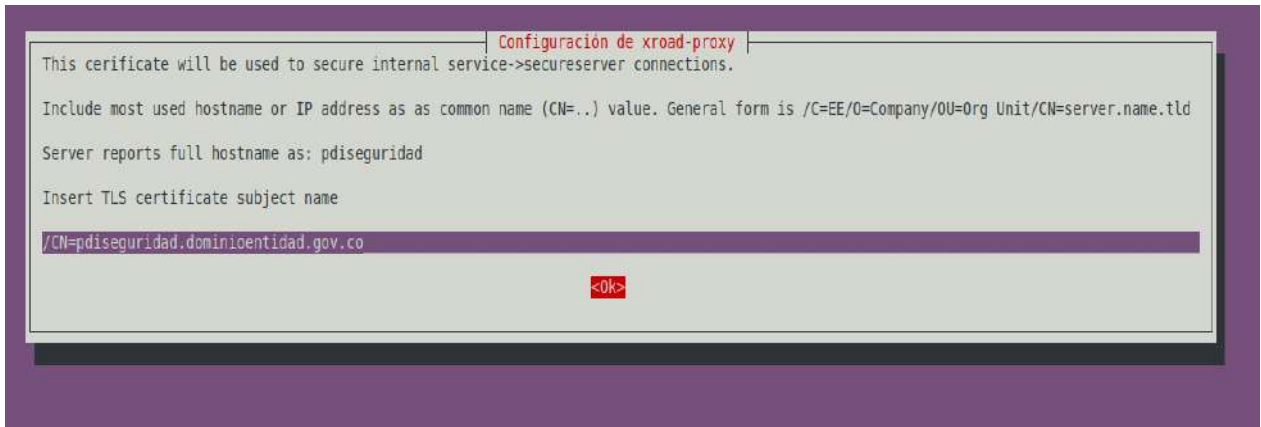 Configuración de xroad-proxy
This cerificate will be used to secure internal service->secureserver connections.
Include most used hostname or IP address as as common name (CN=..) value. General form is /C=EE/O=Company/OU=Org Unit/CN=server.name.tld
Server reports full hostname as: pdiseguridad
Insert TLS certificate subject name
/CN=pdiseguridad.dominioentidad.gov.co
<Ok>